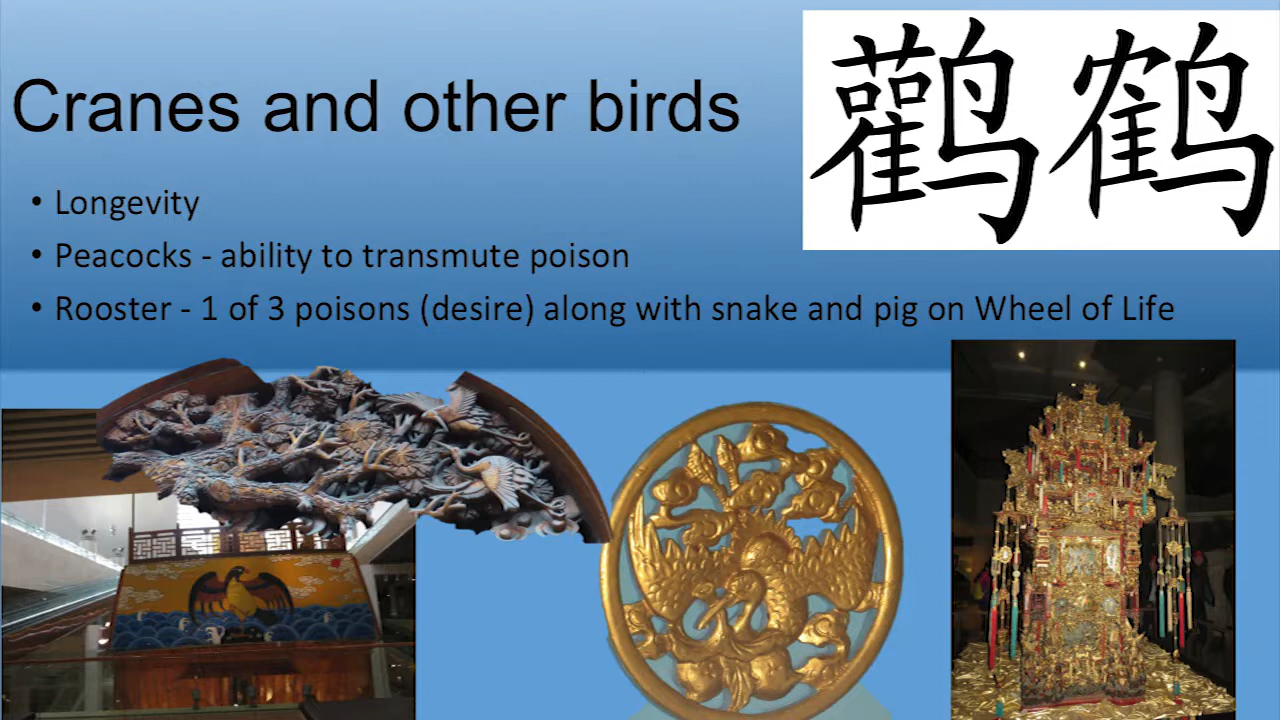 鹳鹤
Cranes and other birds
• Longevity
• Peacocks - ability to transmute poison
• Rooster - 1 of 3 poisons (desire) along with snake and pig on Wheel of Life